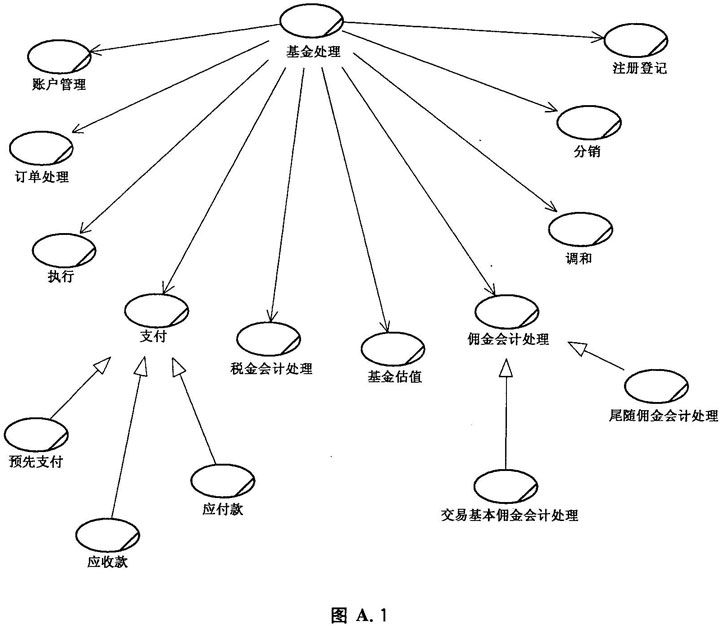 基金处理
注册登记
账户管理
分销
订单处理
调和
执行
支付
佣金会计处理
税金会计处理
基金估值
尾随佣金会计处理
预先支付
应付款
交易基本佣金会计处理
应收款
图 A.1